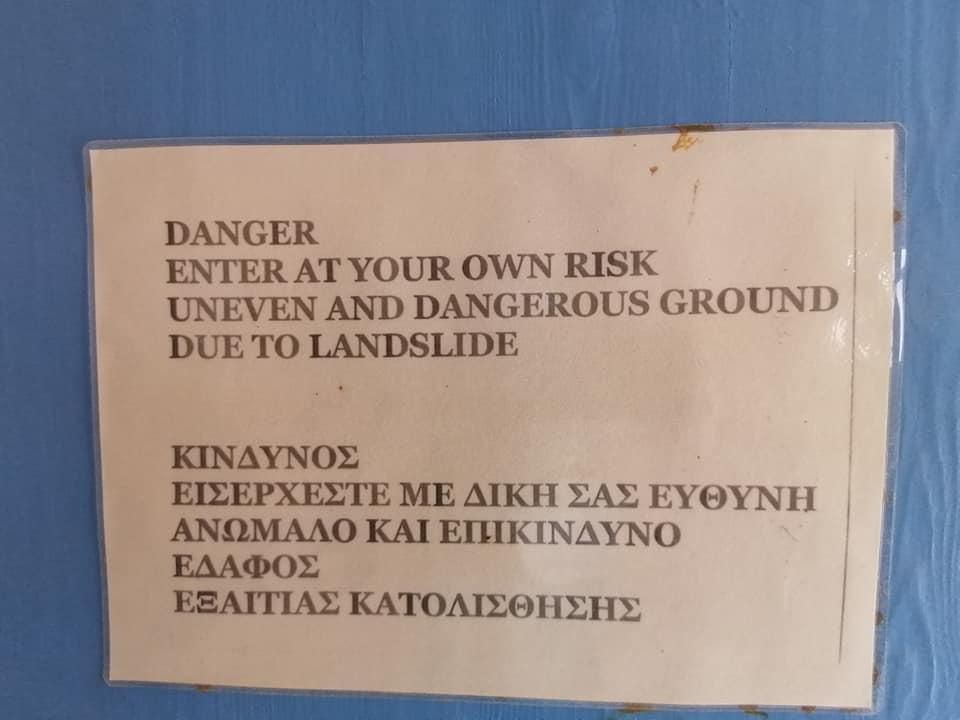 DANGER
ENTER AT YOUR OWN RISK
UNEVEN AND DANGEROUS GROUND
DUE TO LANDSLIDE
ΚΙΝΔΥΝΟΣ
ΕΙΣΕΡΧΕΣΤΕ ΜΕ ΔΙΚΗ ΣΑΣ ΕΥΘΥΝΗ
ΑΝΩΜΑΛΟ ΚΑΙ ΕΠΙΚΙΝΔΥΝΟ
ΕΔΑΦΟΣ
ΕΞΑΙΤΙΑΣ ΚΑΤΟΛΙΣΘΗΣΗΣ